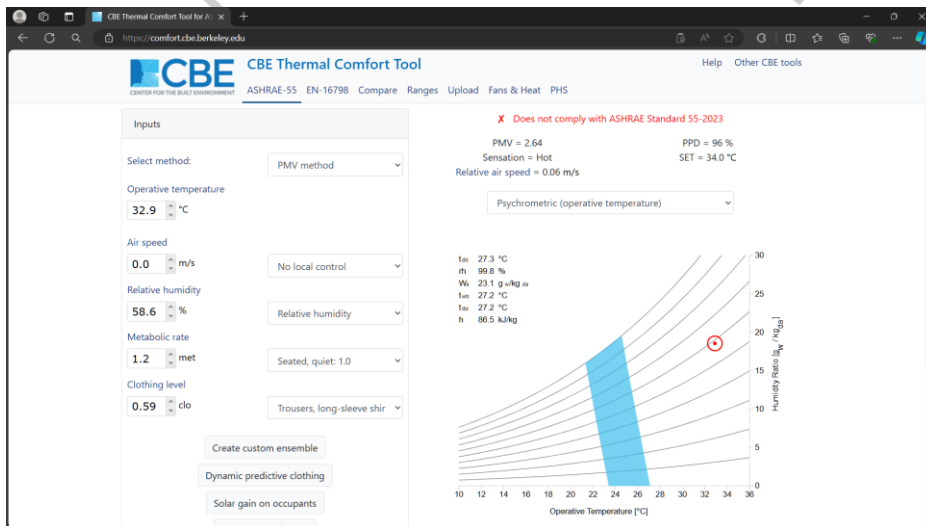 CBE Thermal Comfort Tool for A
https://comfort.cbe.berkeley.edu
CBE
CENTER FOR THE BUILT ENVIRONMENT
CBE Thermal Comfort Tool
Help Other CBE tools
ASHRAE-55 EN-16798 Compare Ranges Upload Fans & Heat PHS
Inputs
Select method:
PMV method
Operative temperature
32.9 °C
Air speed
0.0 m/s
No local control
Relative humidity
58.6 %
Relative humidity
Metabolic rate
1.2 met
Seated, quiet: 1.0
Clothing level
0.59 clo
Trousers, long-sleeve shir
Create custom ensemble
Dynamic predictive clothing
Solar gain on occupants
✗ Does not comply with ASHRAE Standard 55-2023
PMV = 2.64 PPD = 96 %
Sensation = Hot SET = 34.0 °C
Relative air speed = 0.06 m/s
Psychrometric (operative temperature)
tdb 27.3 °C
rh 99.8 %
Wa 23.1 g w/kg da
twb 27.2 °C
tdp 27.2 °C
h 86.5 kJ/kg
30
25
20
15
10
5
0
Humidity Ratio [gw / kgda]
10 12 14 16 18 20 22 24 26 28 30 32 34 36
Operative Temperature [°C]